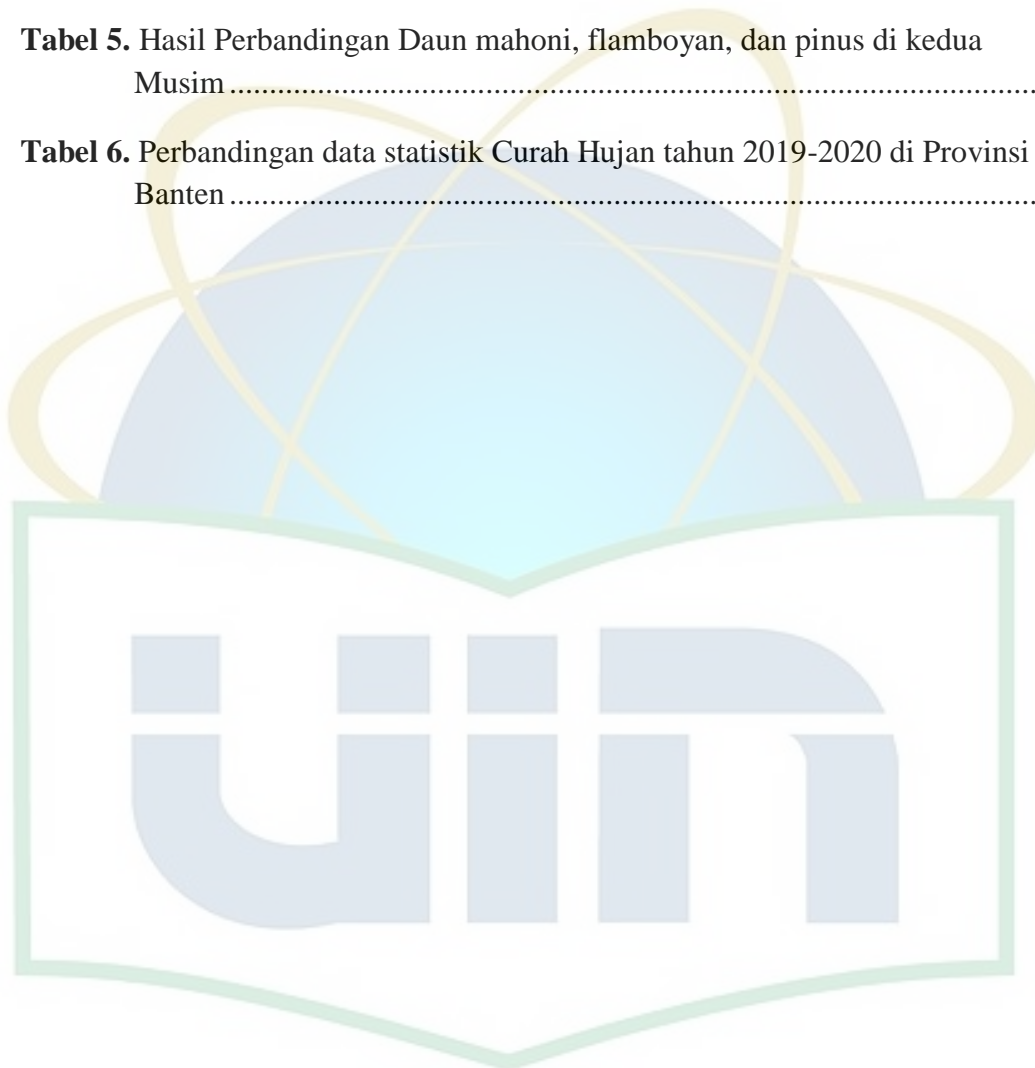 Tabel 5. Hasil Perbandingan Daun mahoni, flamboyan, dan pinus di kedua
Musim ..........................................................................................
Tabel 6. Perbandingan data statistik Curah Hujan tahun 2019-2020 di Provinsi
Banten ..........................................................................................
uin